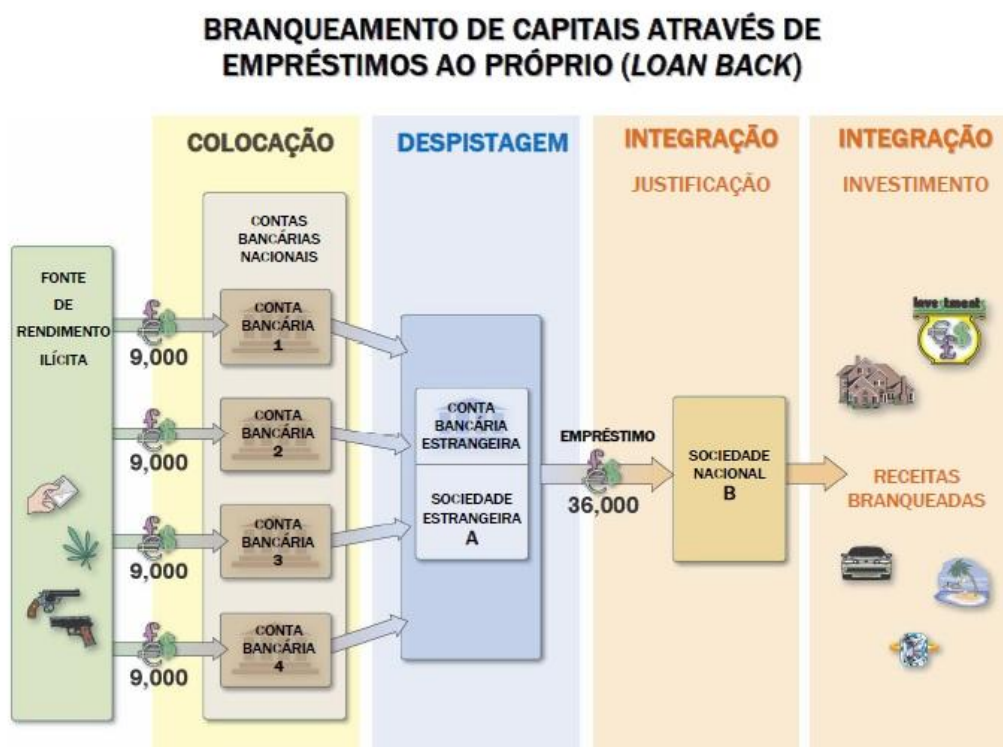 BRANQUEAMENTO DE CAPITAIS ATRAVÉS DE
EMPRÉSTIMOS AO PRÓPRIO (LOAN BACK)
COLOCAÇÃO
DESPISTAGEM
INTEGRAÇÃO
JUSTIFICAÇÃO
INTEGRAÇÃO
INVESTIMENTO
FONTE
DE
RENDIMENTO
ILÍCITA
9,000
9,000
9,000
9,000
CONTAS
BANCÁRIAS
NACIONAIS
CONTA
BANCÁRIA
1
CONTA
BANCÁRIA
2
CONTA
BANCÁRIA
3
CONTA
BANCÁRIA
4
CONTA
BANCÁRIA
ESTRANGEIRA
SOCIEDADE
ESTRANGEIRA
A
EMPRÉSTIMO
36,000
SOCIEDADE
NACIONAL
B
Investments
RECEITAS
BRANQUEADAS